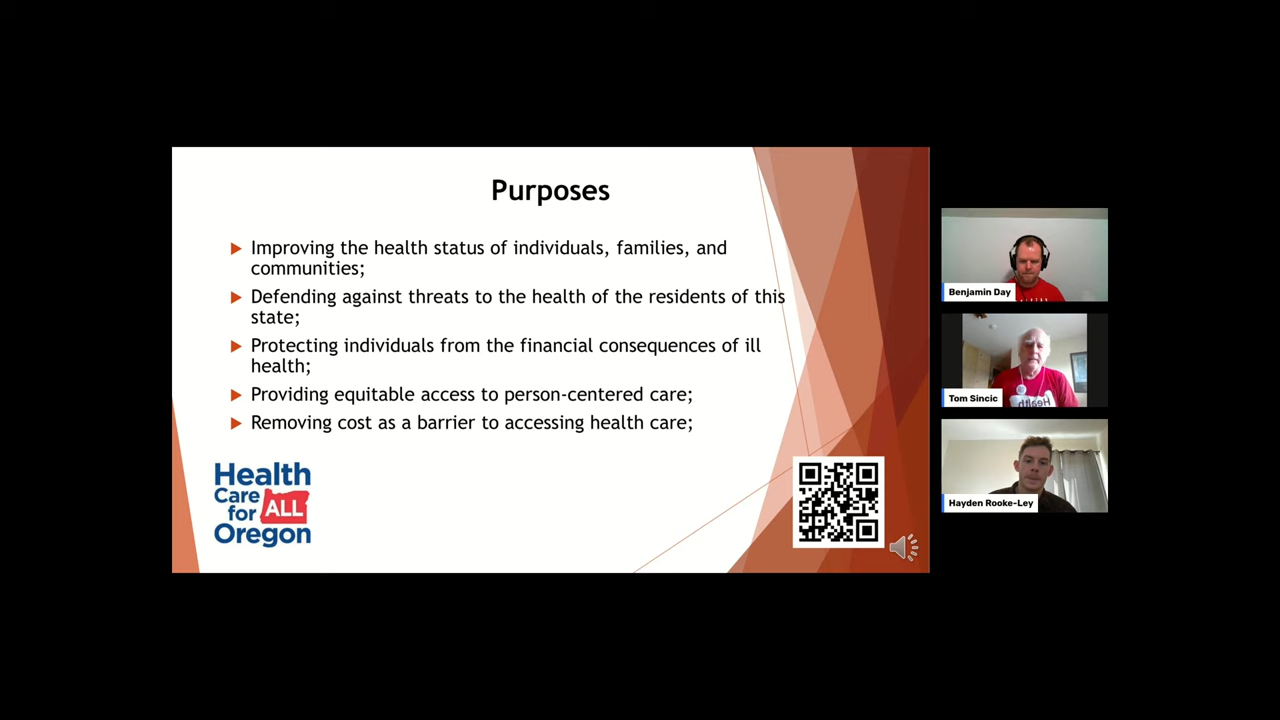 Purposes
Improving the health status of individuals, families, and
communities;
Defending against threats to the health of the residents of this
state;
Protecting individuals from the financial consequences of ill
health;
Providing equitable access to person-centered care;
Removing cost as a barrier to accessing health care;
Health
Care
for ALL
Oregon
Benjamin Day
Tom Sincic
Hayden Rooke-Ley